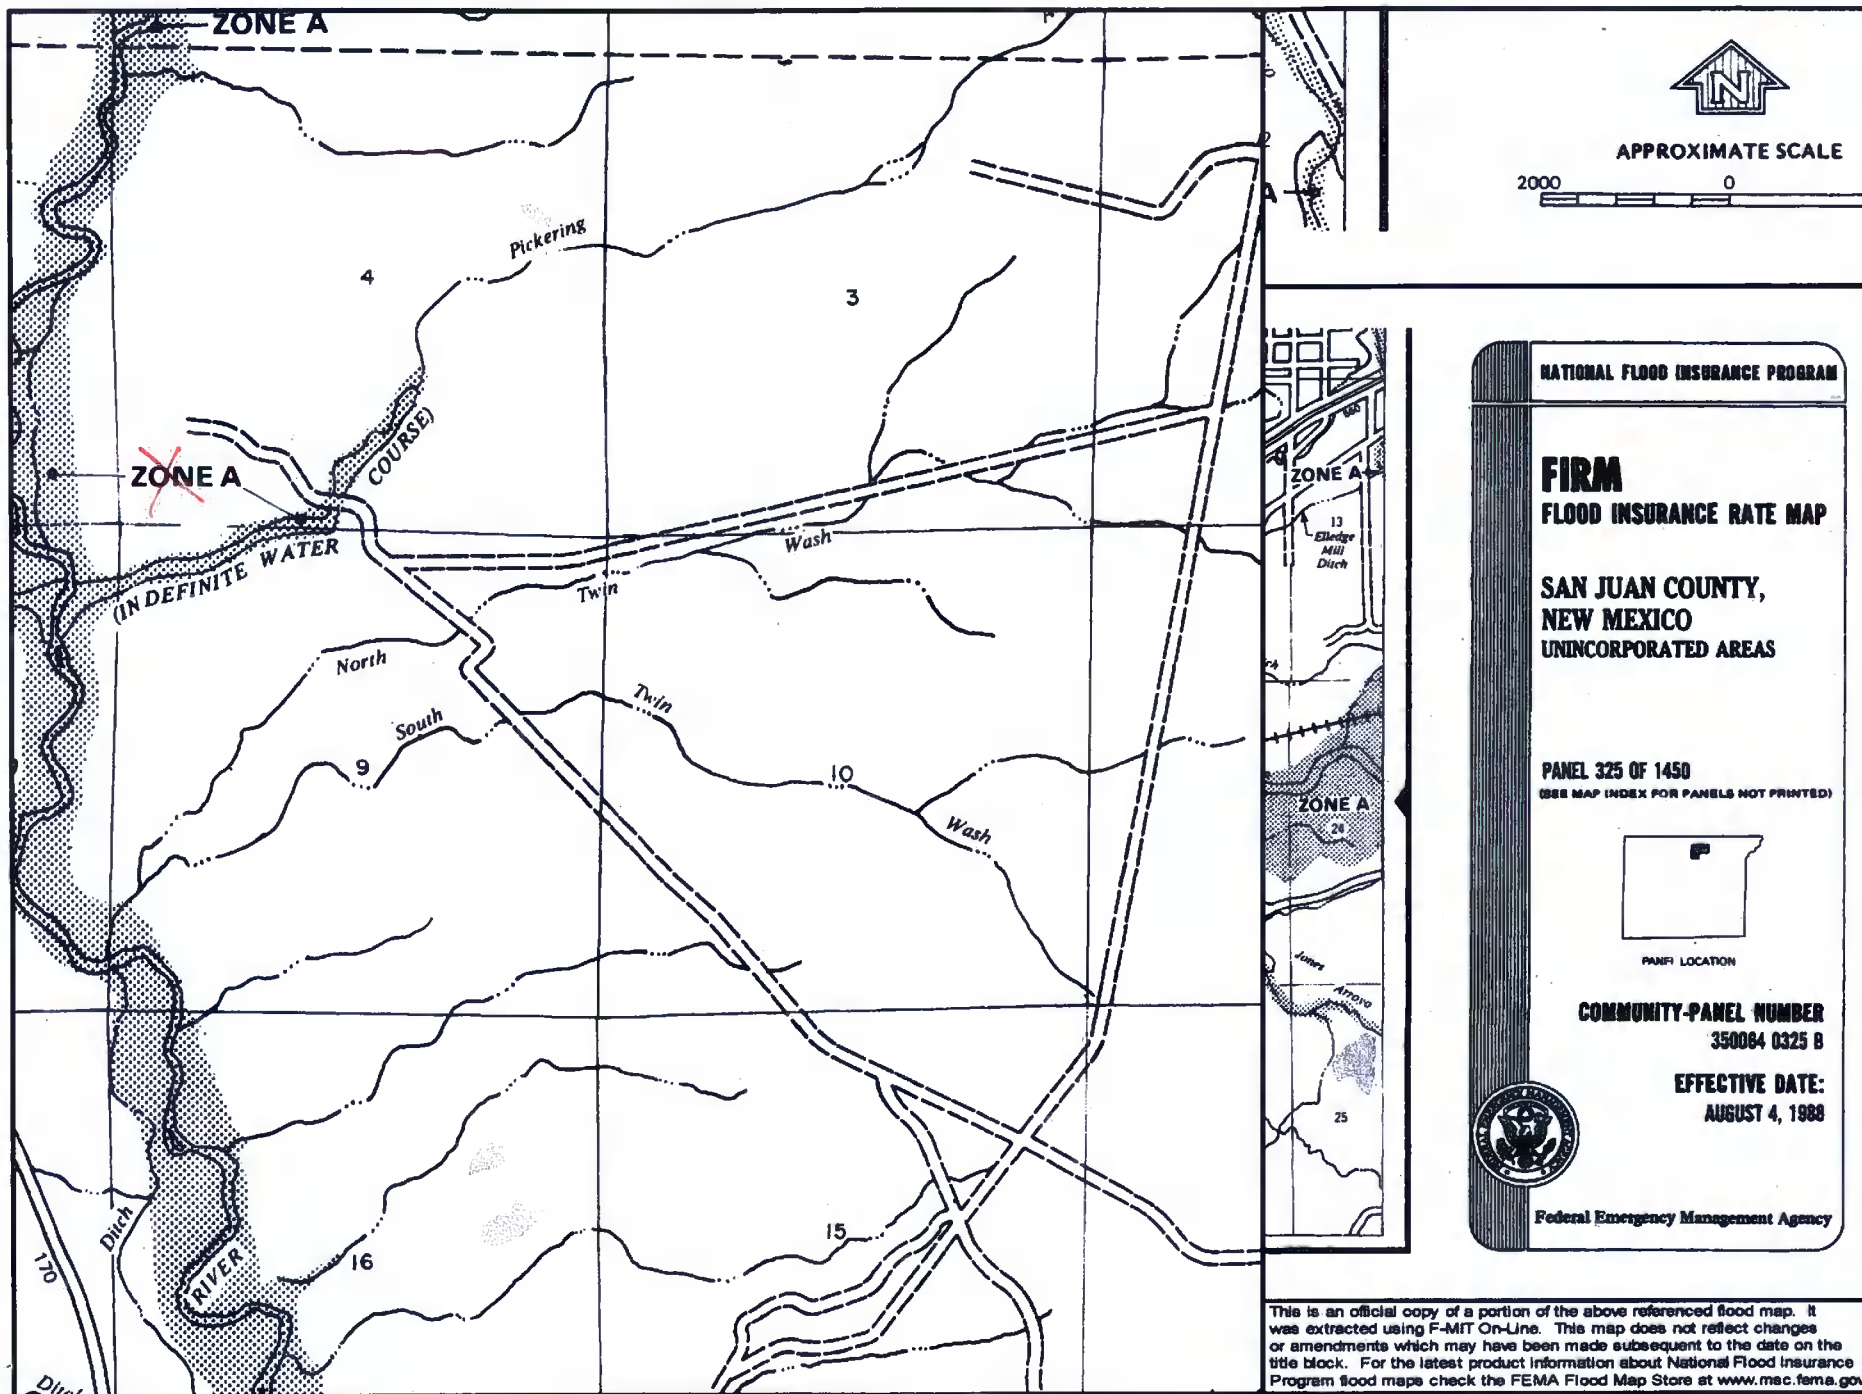 ZONE A
Pickering
4
3
COURSE)
ZONE A
(INDEFINITE WATER
Wash
Twin
North
Twin
South
9
10
Wash
15
16
Ditch
RIVER
170
A
ZONE A
13
Elledge
Mill
Ditch
ZONE A
24
Jones
Arroyo
25
N
APPROXIMATE SCALE
2000 0
NATIONAL FLOOD INSURANCE PROGRAM
FIRM
FLOOD INSURANCE RATE MAP
SAN JUAN COUNTY,
NEW MEXICO
UNINCORPORATED AREAS
PANEL 325 OF 1450
(SEE MAP INDEX FOR PANELS NOT PRINTED)
PANEL LOCATION
COMMUNITY-PANEL NUMBER
350064 0325 B
EFFECTIVE DATE:
AUGUST 4, 1988
Federal Emergency Management Agency
This is an official copy of a portion of the above referenced flood map. It
was extracted using F-MIT On-Line. This map does not reflect changes
or amendments which may have been made subsequent to the date on the
title block. For the latest product information about National Flood Insurance
Program flood maps check the FEMA Flood Map Store at www.msc.fema.gov